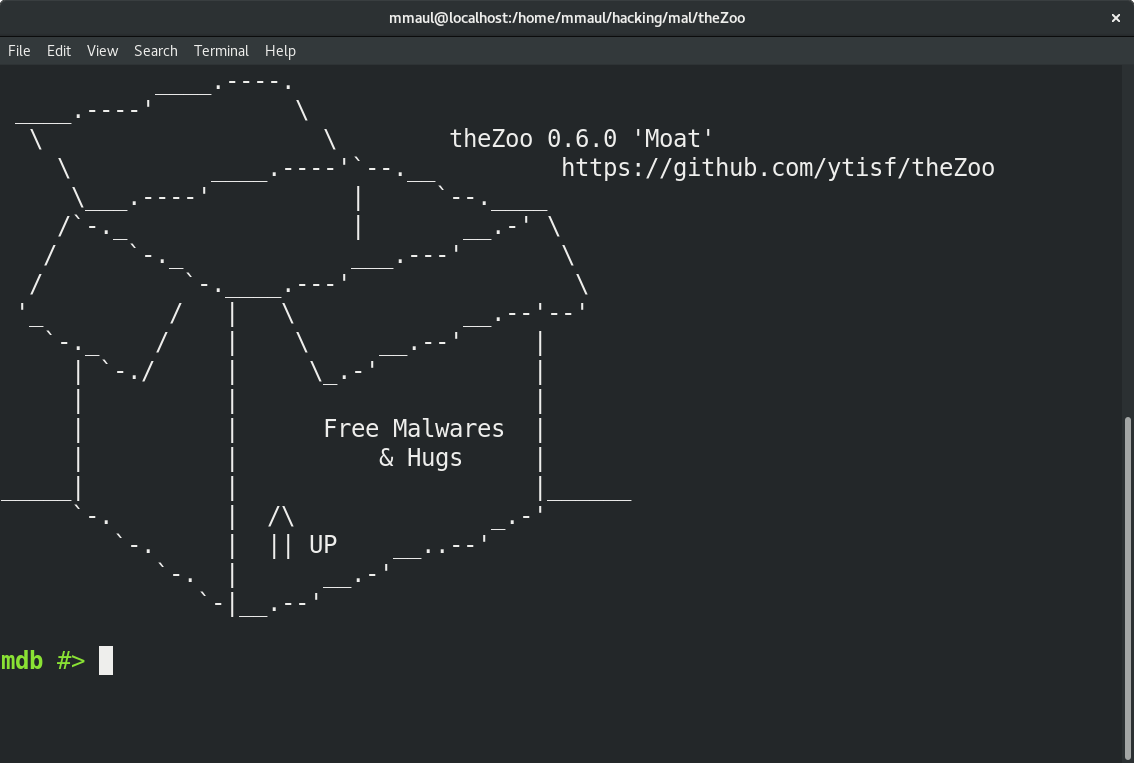 mmaul@localhost:/home/mmaul/hacking/mal/theZoo
File Edit View Search Terminal Help
theZoo 0.6.0 'Moat'
https://github.com/ytisf/theZoo
Free Malwares
& Hugs
UP
mdb #>